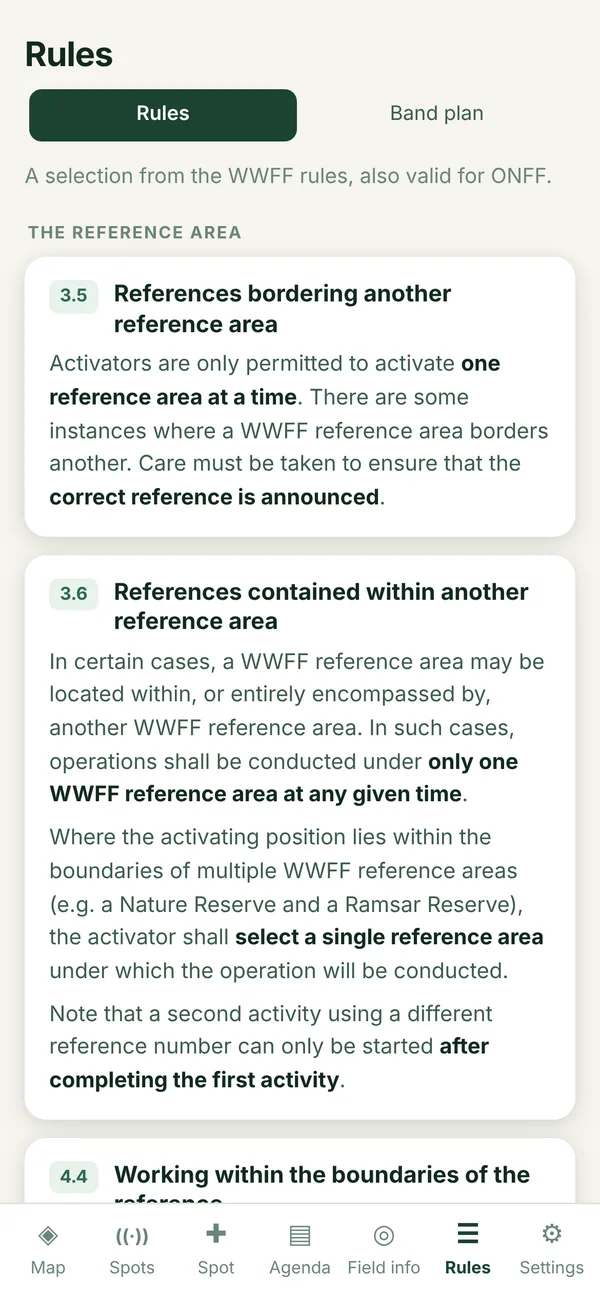 Rules
Rules
Band plan
A selection from the WWFF rules, also valid for ONFF.
THE REFERENCE AREA
3.5 References bordering another
reference area
Activators are only permitted to activate one
reference area at a time. There are some
instances where a WWFF reference area borders
another. Care must be taken to ensure that the
correct reference is announced.
3.6 References contained within another
reference area
In certain cases, a WWFF reference area may be
located within, or entirely encompassed by,
another WWFF reference area. In such cases,
operations shall be conducted under only one
WWFF reference area at any given time.
Where the activating position lies within the
boundaries of multiple WWFF reference areas
(e.g. a Nature Reserve and a Ramsar Reserve),
the activator shall select a single reference area
under which the operation will be conducted.
Note that a second activity using a different
reference number can only be started after
completing the first activity.
4.4 Working within the boundaries of the
reference
Map
Spots
Spot
Agenda
Field info
Rules
Settings